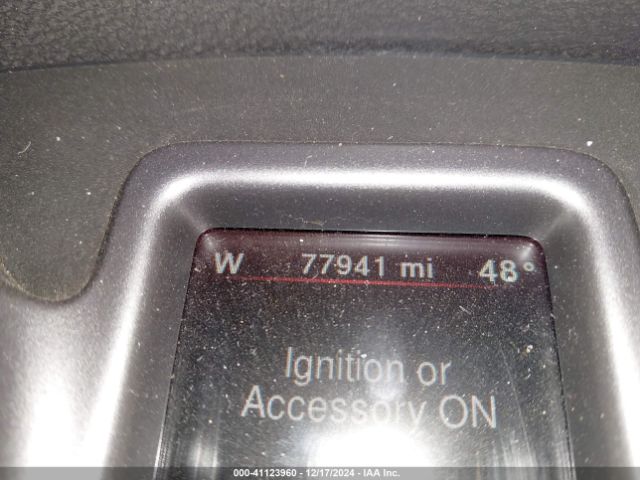 W 77941 mi 48°
Ignition or
Accessory ON
000-41123960 - 12/17/2024 - IAA Inc.